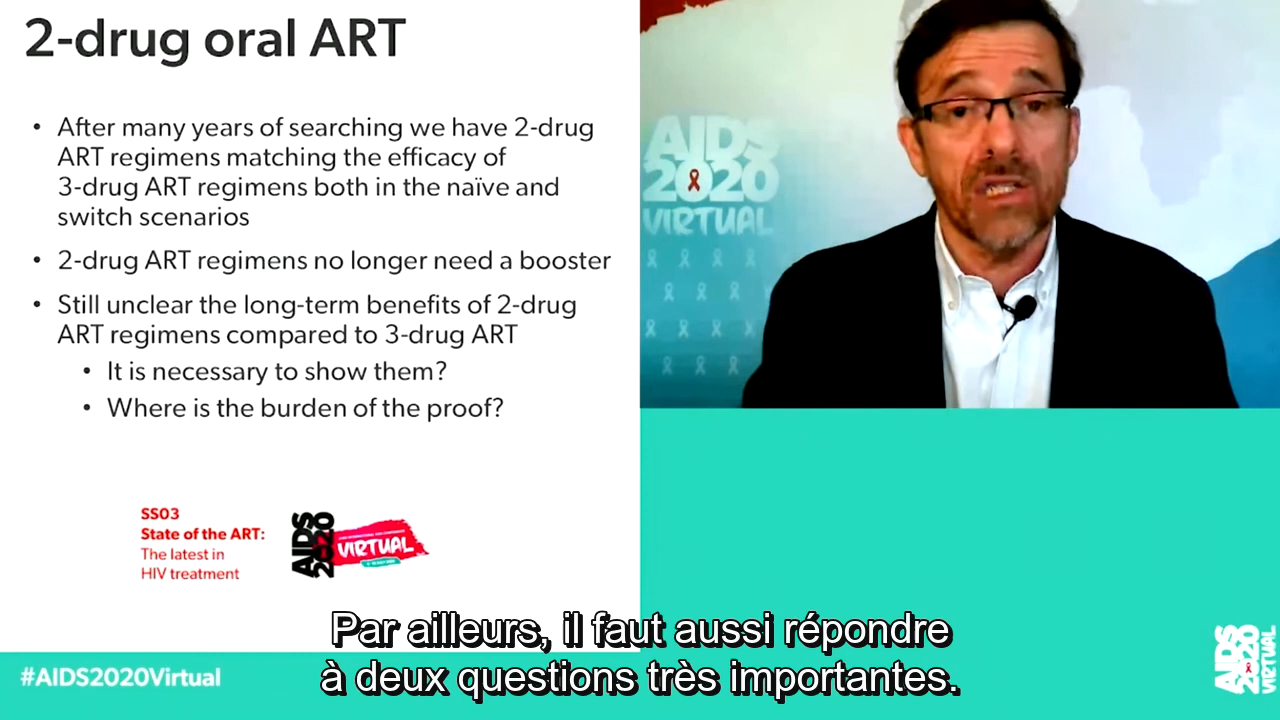 2-drug oral ART
• After many years of searching we have 2-drug
ART regimens matching the efficacy of
3-drug ART regimens both in the naïve and
switch scenarios
• 2-drug ART regimens no longer need a booster
• Still unclear the long-term benefits of 2-drug
ART regimens compared to 3-drug ART
• It is necessary to show them?
• Where is the burden of the proof?
SS03
State of the ART:
The latest in
HIV treatment
AIDS
2020
VIRTUAL
AIDS
2020
VIRTUAL
Par ailleurs, il faut aussi répondre
à deux questions très importantes.
#AIDS2020Virtual
AIDS
2020
VIRTUAL